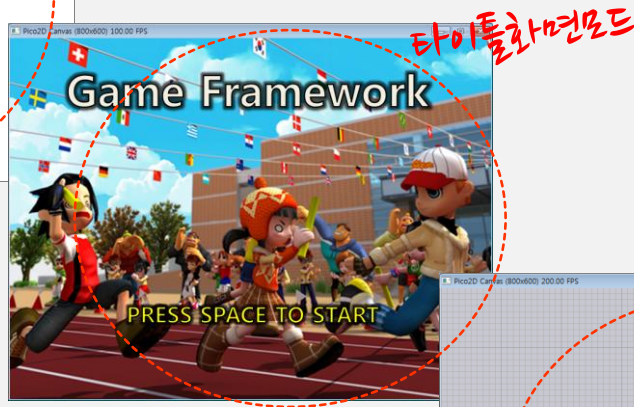 Pico2D Canvas (800x600) 100.00 FPS
타이틀화면모드
Game Framework
PRESS SPACE TO START
Pico2D Canvas (800x600) 200.00 FPS